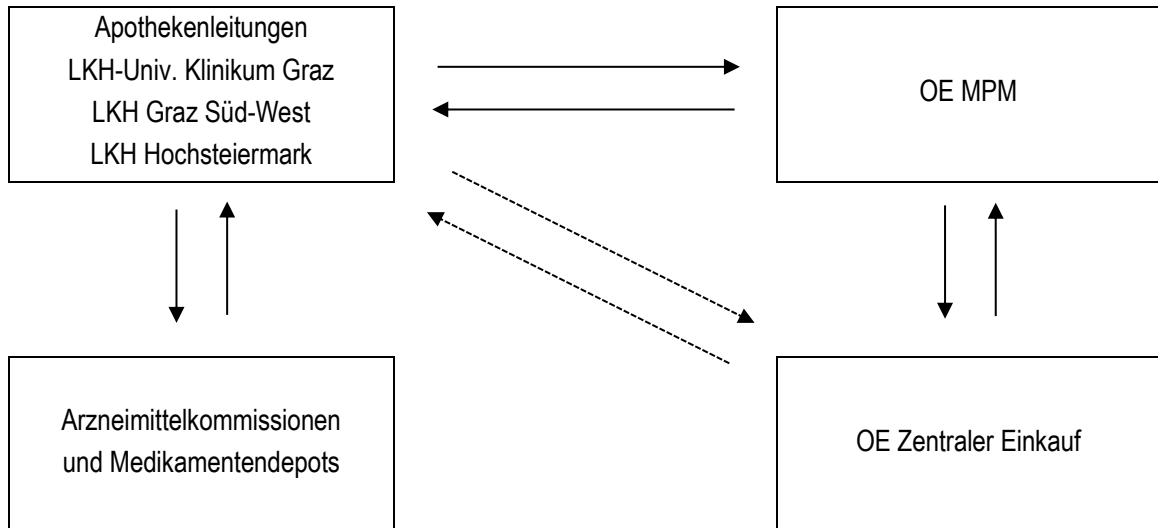 Apothekenleitungen
LKH-Univ. Klinikum Graz
LKH Graz Süd-West
LKH Hochsteiermark
OE MPM
Arzneimittelkommissionen
und Medikamentendepots
OE Zentraler Einkauf